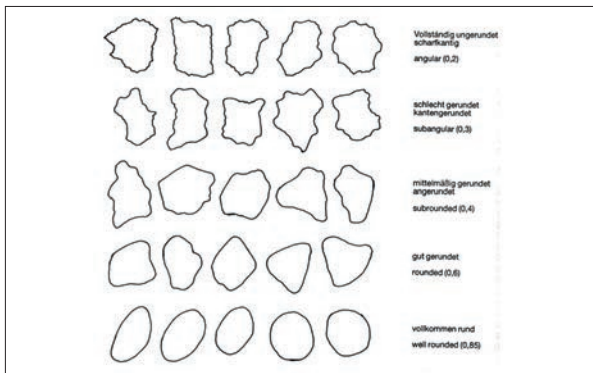 Vollständig ungerundet
scharfkantig
angular (0,2)
schlecht gerundet
kantengerundet
subangular (0,3)
mittelmäßig gerundet
angerundet
subrounded (0,4)
gut gerundet
rounded (0,6)
vollkommen rund
well rounded (0,85)